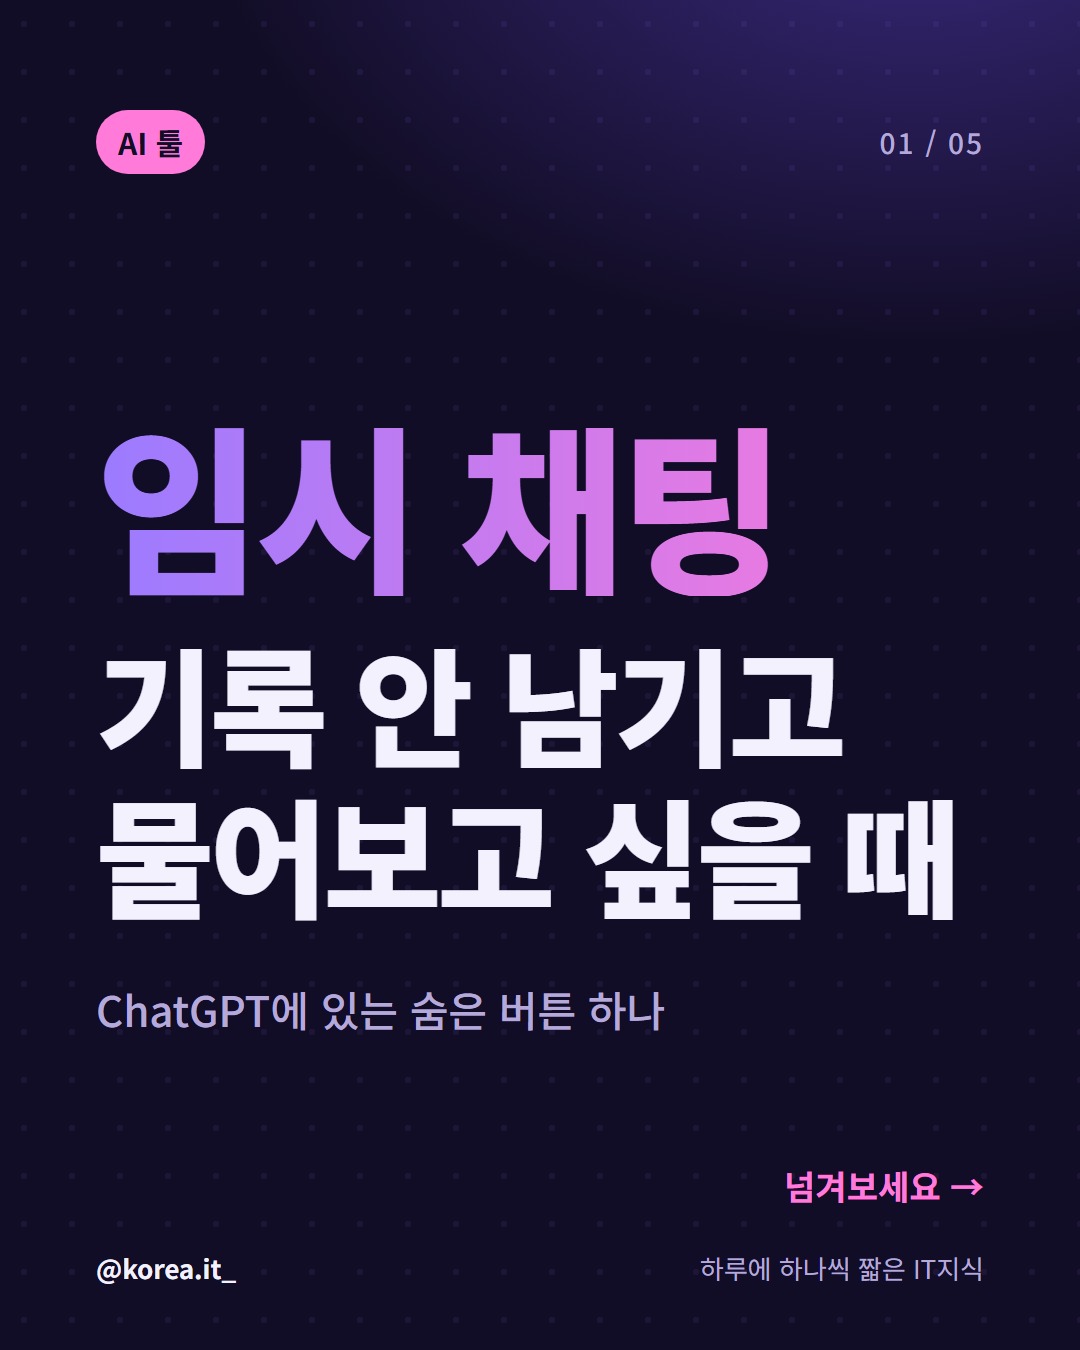 AI 툴
01 / 05
임시 채팅
기록 안 남기고
물어보고 싶을 때
ChatGPT에 있는 숨은 버튼 하나
넘겨보세요 →
@korea.it_
하루에 하나씩 짧은 IT지식